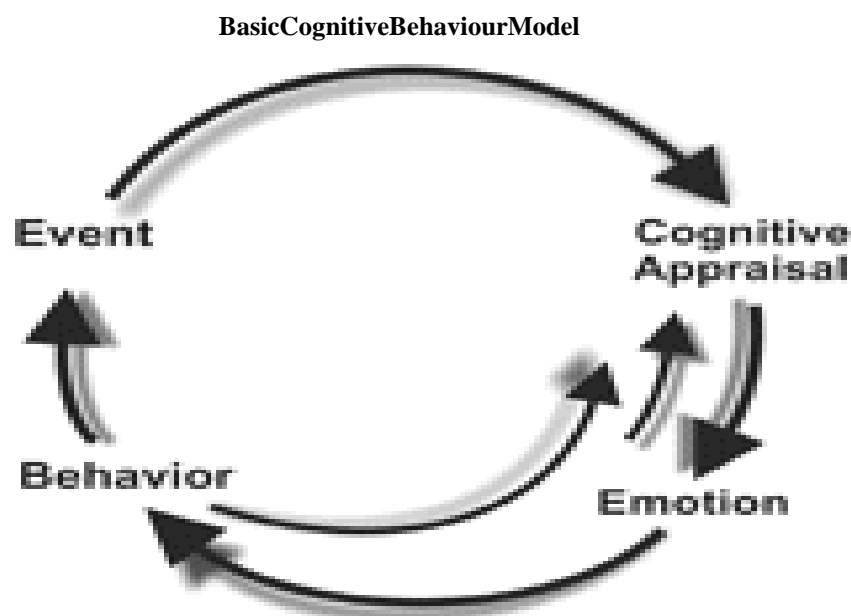 BasicCognitiveBehaviourModel
Event
Cognitive
Appraisal
Behavior
Emotion